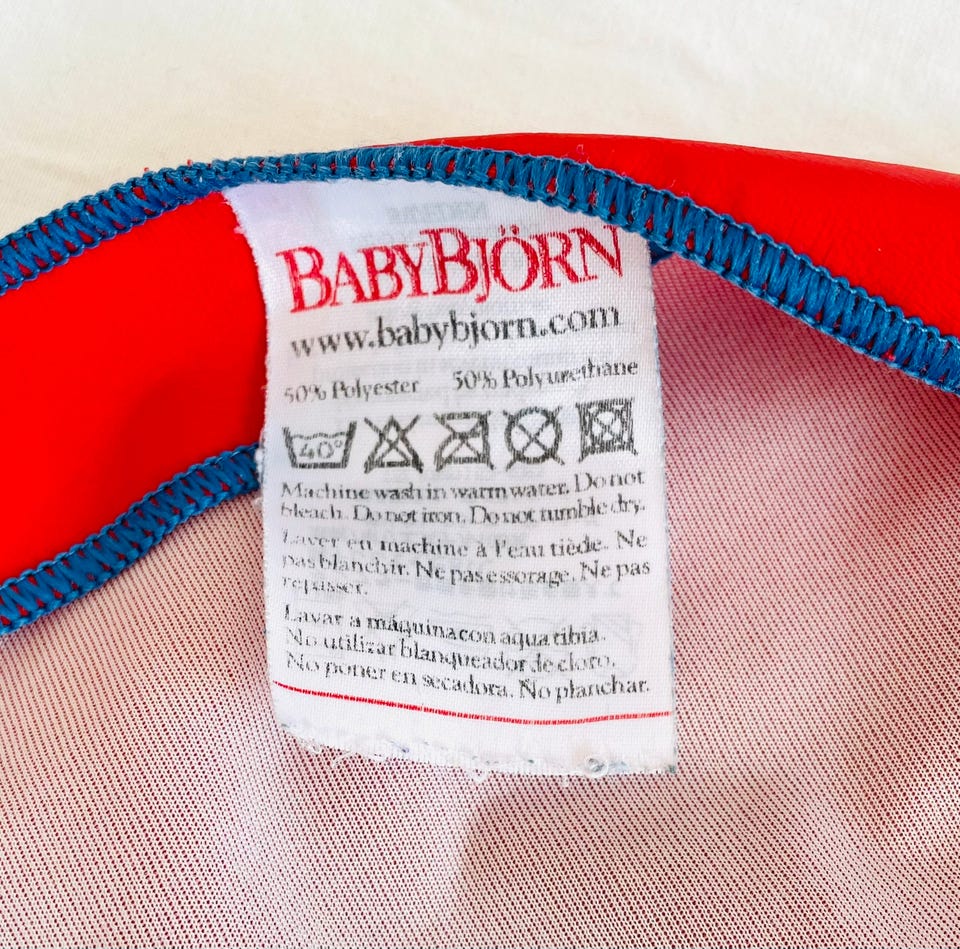 BABYBJÖRN
www.babybjorn.com
50% Polyester 50% Polyurethane
40°
Machine wash in warm water. Do not
bleach. Do not iron. Do not tumble dry.
Laver en machine à l'eau tiède. Ne
pas blanchir. Ne pas essorage. Ne pas
repasser.
Lavar a máquina con aqua tibia.
No utilizar blanqueador de cloro.
No poner en secadora. No planchar.